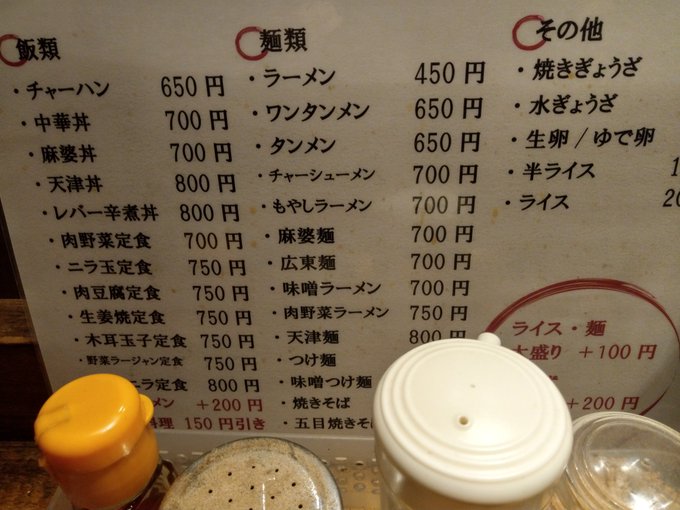 飯類
・チャーハン 650円
・中華丼 700円
・麻婆丼 700円
・天津丼 800円
・レバー辛煮丼 800円
・肉野菜定食 700円
・ニラ玉定食 750円
・肉豆腐定食 750円
・生姜焼定食 750円
・木耳玉子定食 750円
・野菜ラージャン定食 750円
ニラ定食 800円
メン +200円
料理 150円引き
麺類
・ラーメン 450円
・ワンタンメン 650円
・タンメン 650円
・チャーシューメン 700円
・もやしラーメン 700円
・麻婆麺 700円
・広東麺 700円
・味噌ラーメン 700円
・肉野菜ラーメン 750円
・天津麺 800円
・つけ麺
・味噌つけ麺
・焼きそば
・五目焼きそば
その他
・焼きぎょうざ
・水ぎょうざ
・生卵/ゆで卵
・半ライス
・ライス
ライス・麺
大盛り +100円
+200円